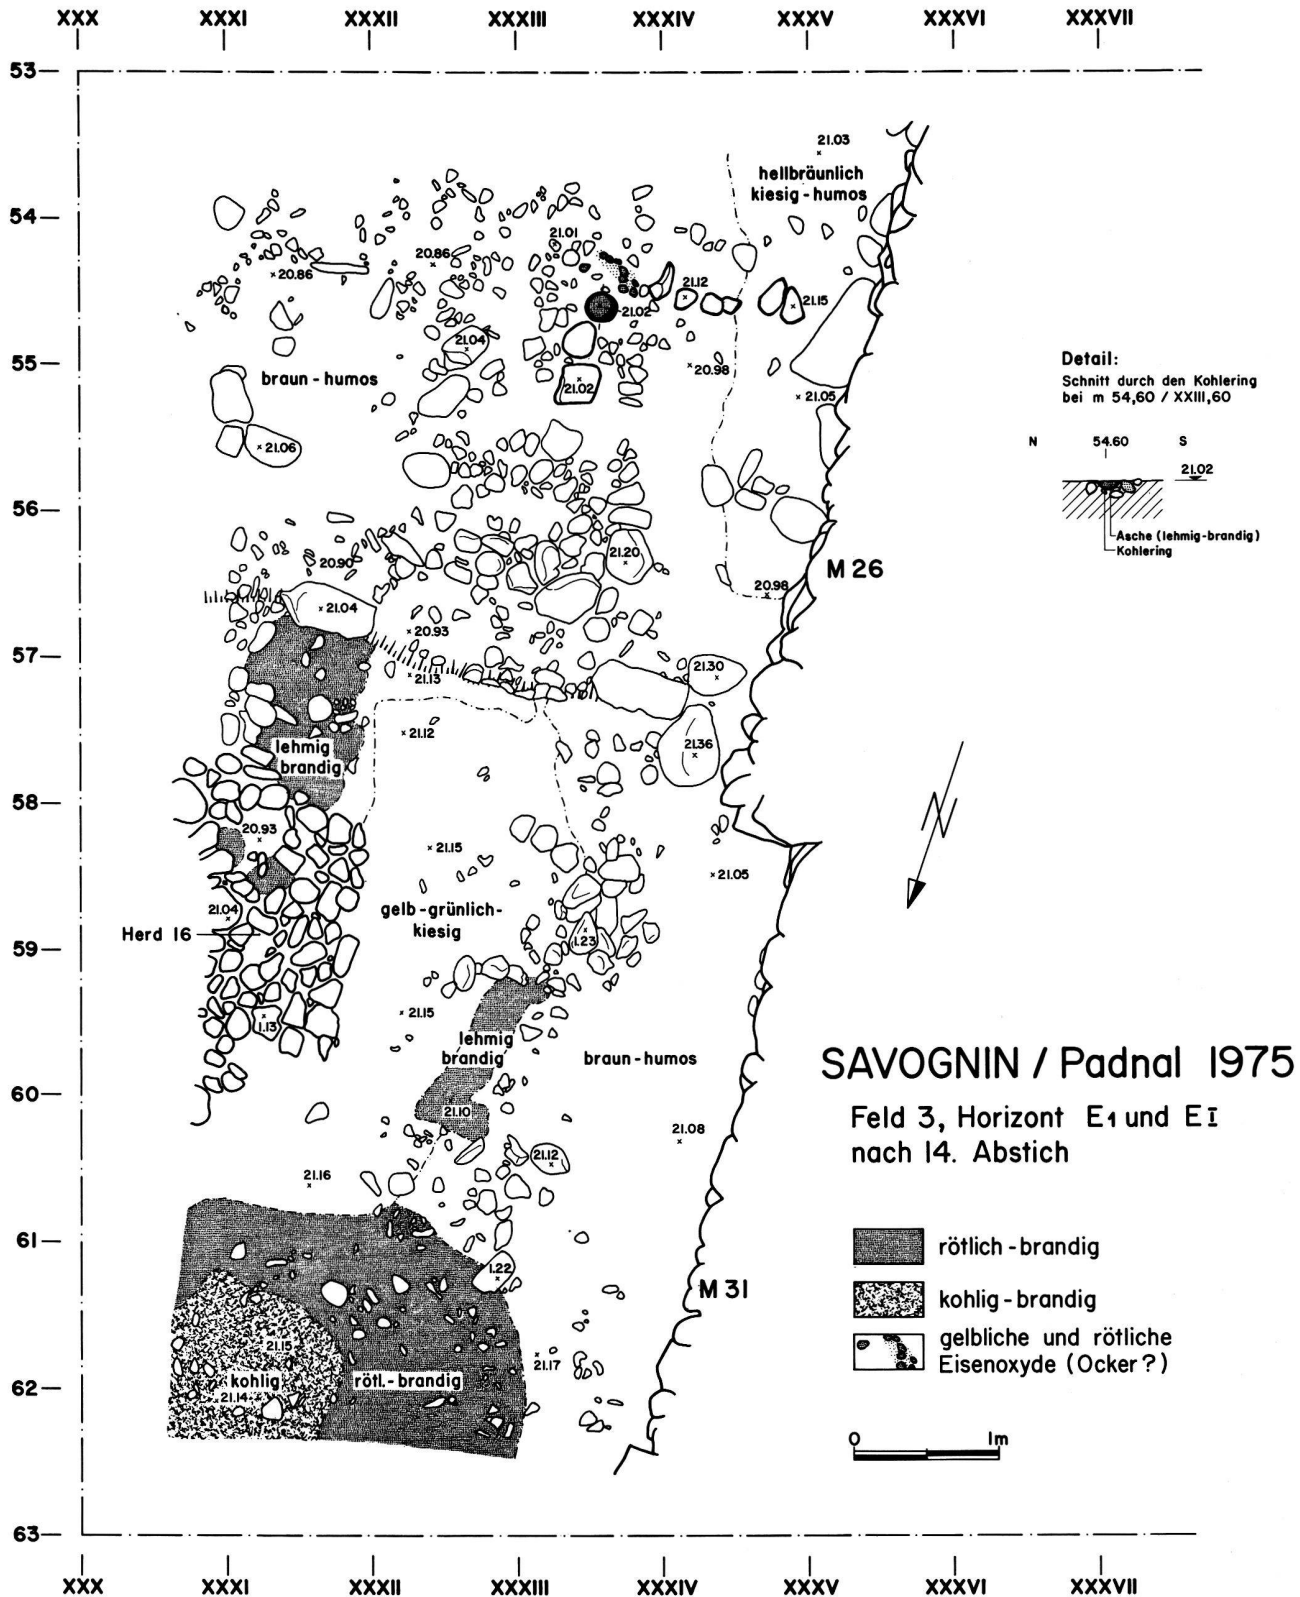 XXX XXXI XXXII XXXIII XXXIV XXXV XXXVI XXXVII
53
21.03
hellbräunlich
kiesig-humos
54
21.01
20.86
20.86
21.12
21.15
21.02
21.04
55
20.98
braun-humos
21.02
21.05
21.06
Detail:
Schnitt durch den Kohlering
bei m 54,60 / XXIII,60
N 54.60 S
21.02
Asche (lehmig-brandig)
Kohlering
56
21.20
20.90
M 26
20.98
21.04
20.93
57
21.30
21.13
21.12
21.36
lehmig
brandig
58
20.93
21.15
21.05
21.04
gelb-grünlich-
kiesig
Herd 16
1.23
59
21.15
1.13
lehmig
brandig
braun-humos
SAVOGNIN / Padnal 1975
60
21.10
21.08
Feld 3, Horizont E1 und EI
nach 14. Abstich
21.12
21.16
61
rötlich-brandig
1.22
M 31
kohlig-brandig
21.15
21.17
gelbliche und rötliche
Eisenoxyde (Ocker?)
kohlig
rötl.-brandig
62
21.14
0 1m
63
XXX XXXI XXXII XXXIII XXXIV XXXV XXXVI XXXVII